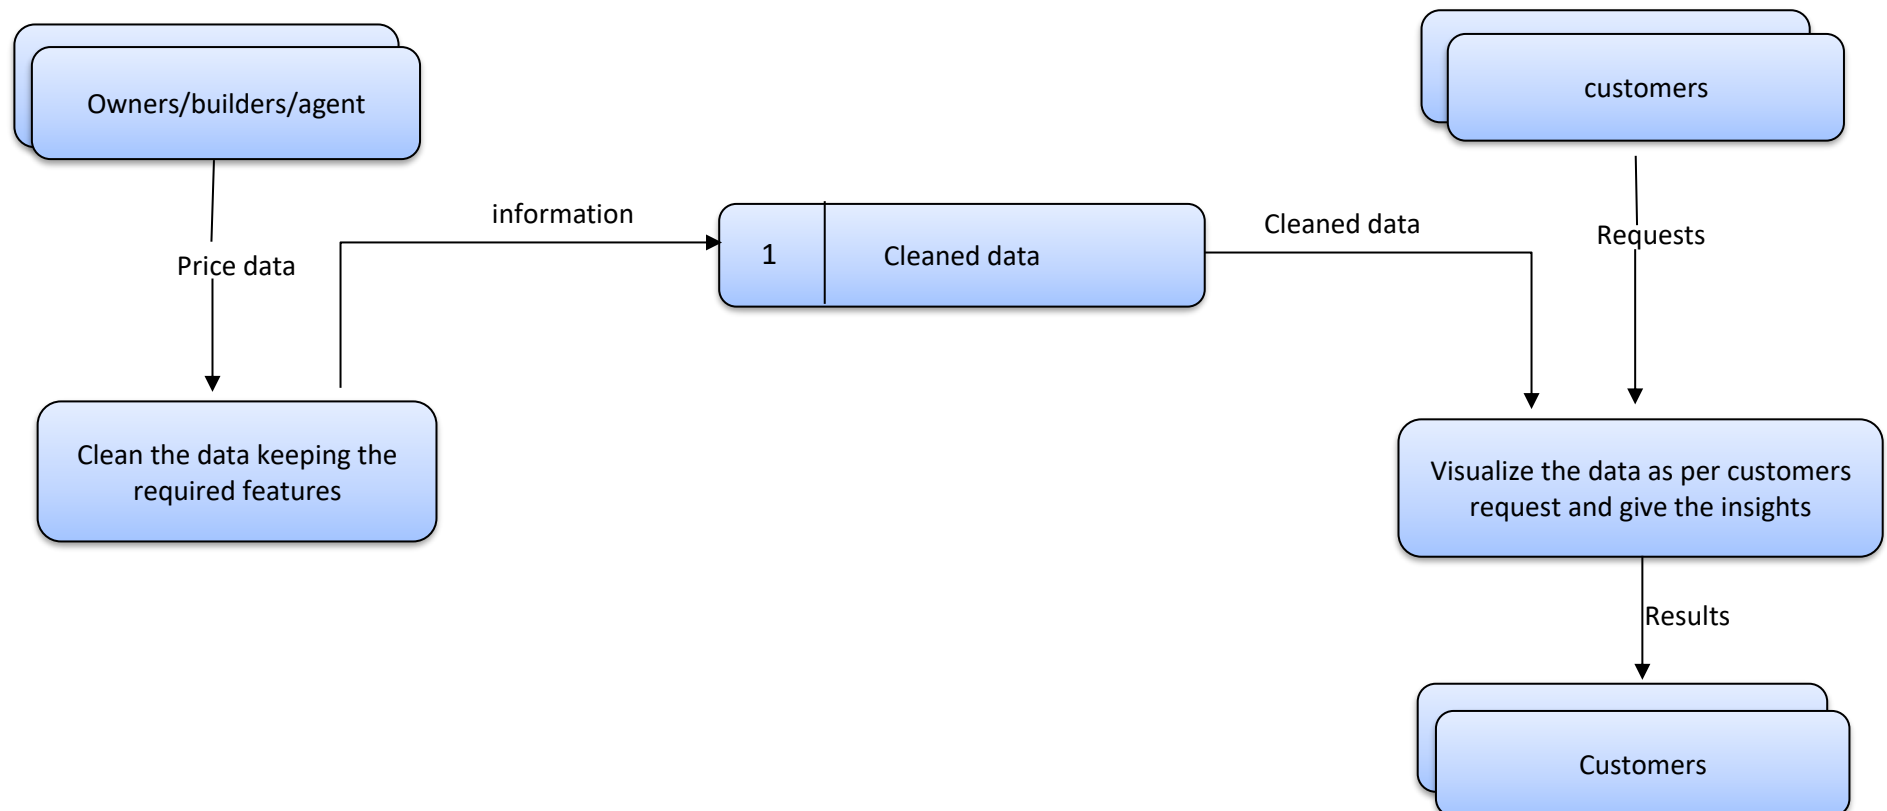 Owners/builders/agent
customers
information
1
Cleaned data
Cleaned data
Requests
Price data
Clean the data keeping the
required features
Visualize the data as per customers
request and give the insights
Results
Customers